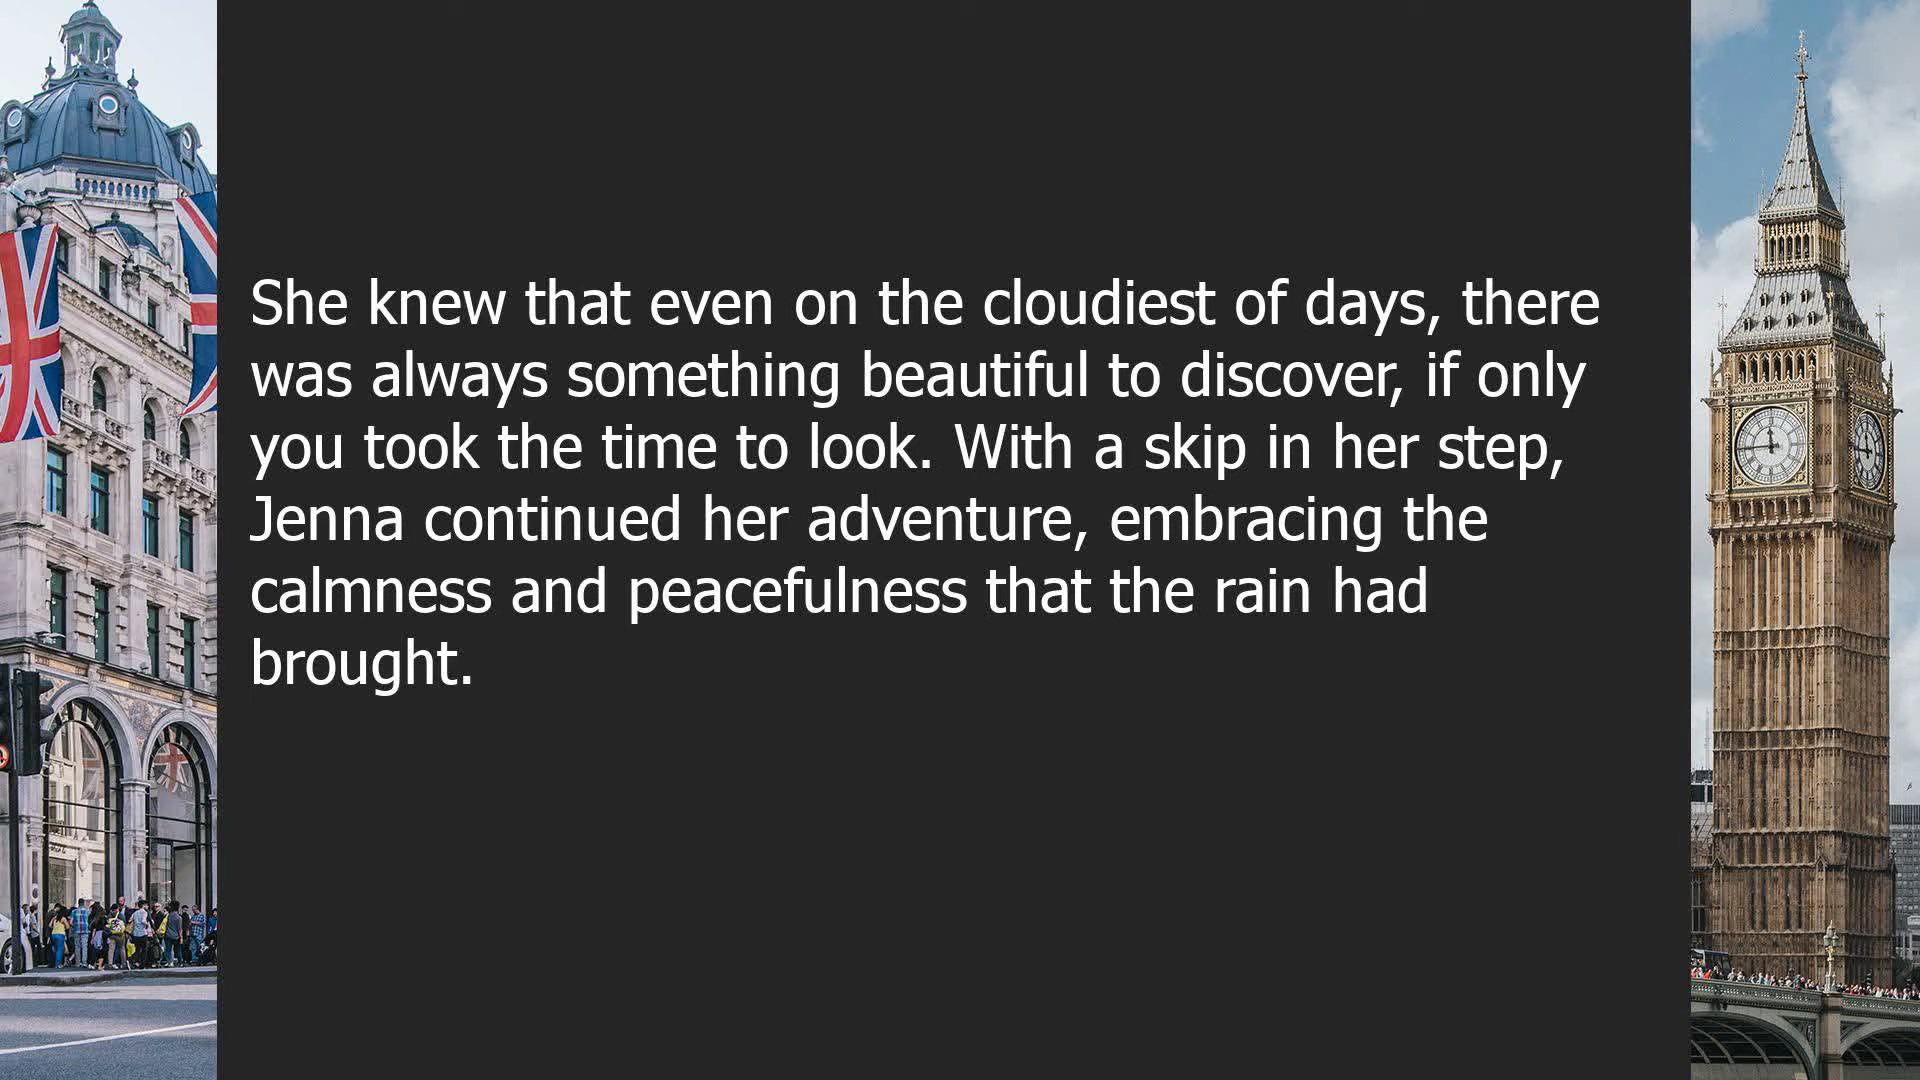 She knew that even on the cloudiest of days, there
was always something beautiful to discover, if only
you took the time to look. With a skip in her step,
Jenna continued her adventure, embracing the
calmness and peacefulness that the rain had
brought.